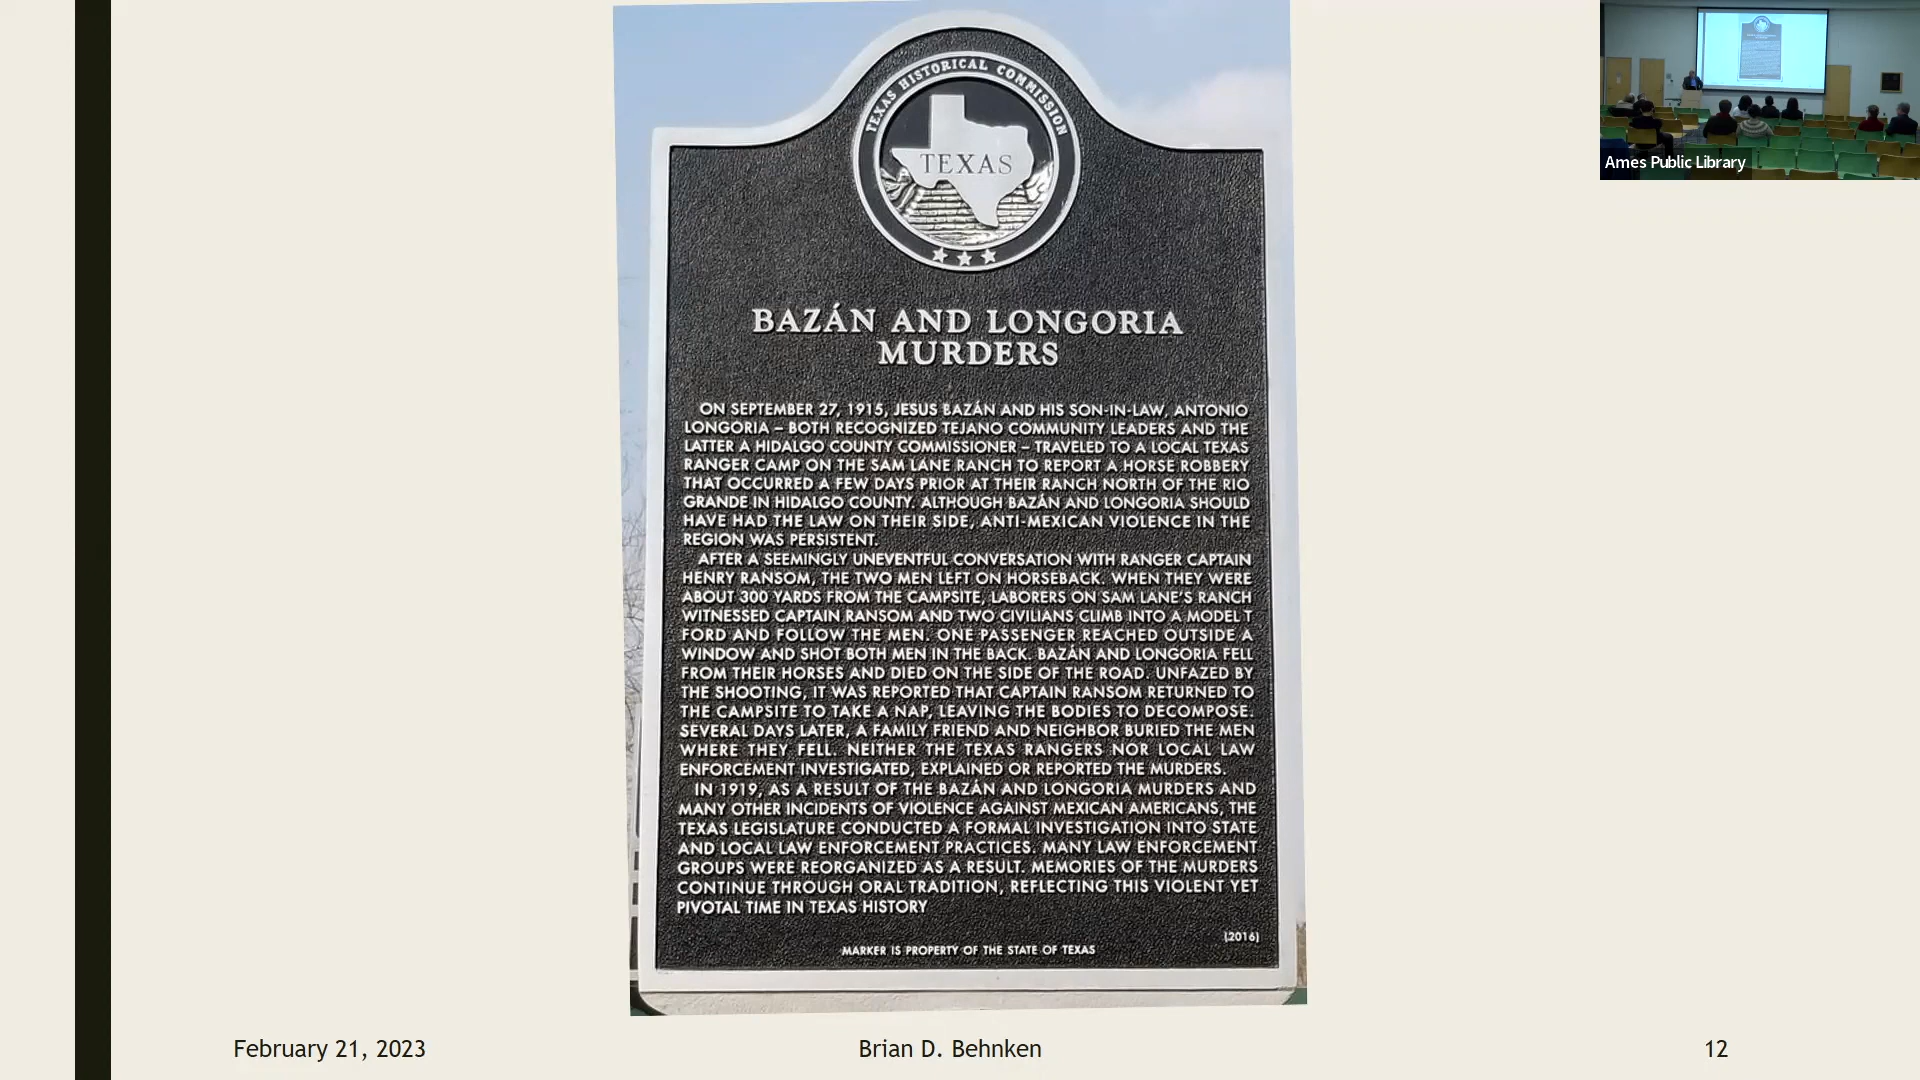 TEXAS HISTORICAL COMMISSION
TEXAS
BAZÁN AND LONGORIA
MURDERS
ON SEPTEMBER 27, 1915, JESUS BAZÁN AND HIS SON-IN-LAW, ANTONIO
LONGORIA – BOTH RECOGNIZED TEJANO COMMUNITY LEADERS AND THE
LATTER A HIDALGO COUNTY COMMISSIONER – TRAVELED TO A LOCAL TEXAS
RANGER CAMP ON THE SAM LANE RANCH TO REPORT A HORSE ROBBERY
THAT OCCURRED A FEW DAYS PRIOR AT THEIR RANCH NORTH OF THE RIO
GRANDE IN HIDALGO COUNTY. ALTHOUGH BAZÁN AND LONGORIA SHOULD
HAVE HAD THE LAW ON THEIR SIDE, ANTI-MEXICAN VIOLENCE IN THE
REGION WAS PERSISTENT.
AFTER A SEEMINGLY UNEVENTFUL CONVERSATION WITH RANGER CAPTAIN
HENRY RANSOM, THE TWO MEN LEFT ON HORSEBACK. WHEN THEY WERE
ABOUT 300 YARDS FROM THE CAMPSITE, LABORERS ON SAM LANE'S RANCH
WITNESSED CAPTAIN RANSOM AND TWO CIVILIANS CLIMB INTO A MODEL T
FORD AND FOLLOW THE MEN. ONE PASSENGER REACHED OUTSIDE A
WINDOW AND SHOT BOTH MEN IN THE BACK. BAZÁN AND LONGORIA FELL
FROM THEIR HORSES AND DIED ON THE SIDE OF THE ROAD. UNFAZED BY
THE SHOOTING, IT WAS REPORTED THAT CAPTAIN RANSOM RETURNED TO
THE CAMPSITE TO TAKE A NAP, LEAVING THE BODIES TO DECOMPOSE.
SEVERAL DAYS LATER, A FAMILY FRIEND AND NEIGHBOR BURIED THE MEN
WHERE THEY FELL. NEITHER THE TEXAS RANGERS NOR LOCAL LAW
ENFORCEMENT INVESTIGATED, EXPLAINED OR REPORTED THE MURDERS.
IN 1919, AS A RESULT OF THE BAZÁN AND LONGORIA MURDERS AND
MANY OTHER INCIDENTS OF VIOLENCE AGAINST MEXICAN AMERICANS, THE
TEXAS LEGISLATURE CONDUCTED A FORMAL INVESTIGATION INTO STATE
AND LOCAL LAW ENFORCEMENT PRACTICES. MANY LAW ENFORCEMENT
GROUPS WERE REORGANIZED AS A RESULT. MEMORIES OF THE MURDERS
CONTINUE THROUGH ORAL TRADITION, REFLECTING THIS VIOLENT YET
PIVOTAL TIME IN TEXAS HISTORY
(2016)
MARKER IS PROPERTY OF THE STATE OF TEXAS
Ames Public Library
February 21, 2023
Brian D. Behnken
12